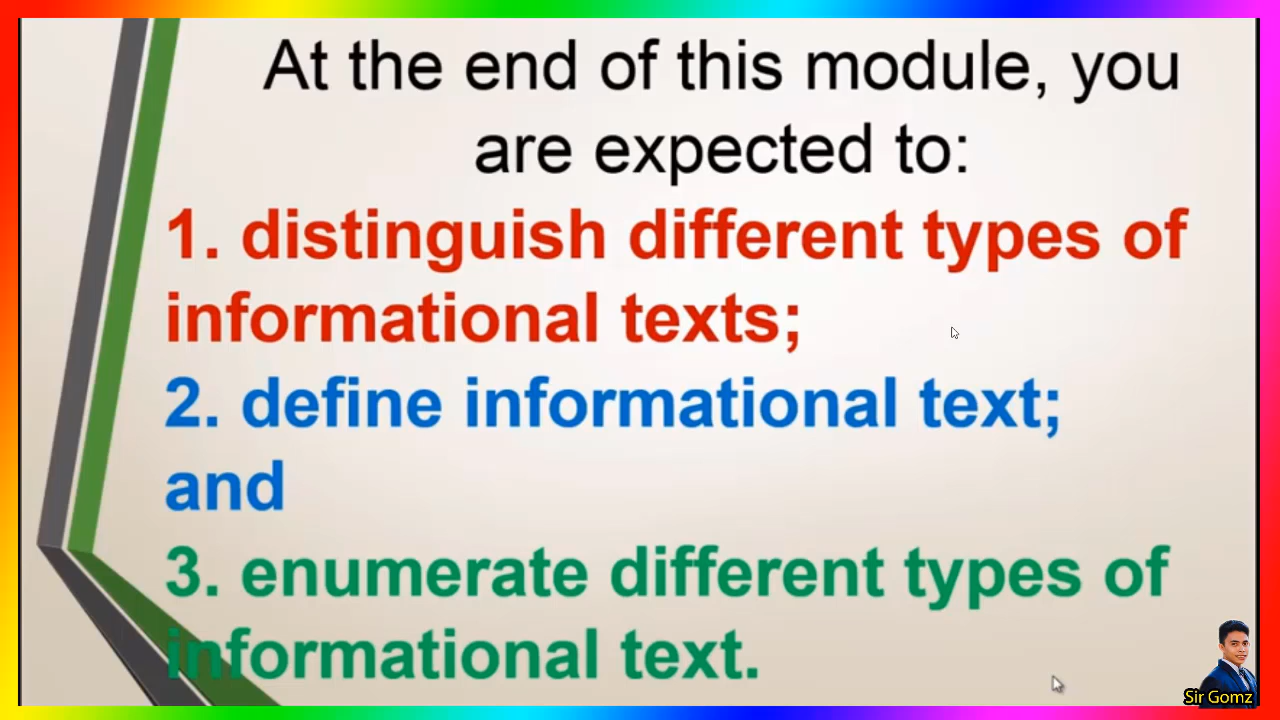 At the end of this module, you
are expected to:
1. distinguish different types of
informational texts;
2. define informational text;
and
3. enumerate different types of
informational text.
Sir Gomz